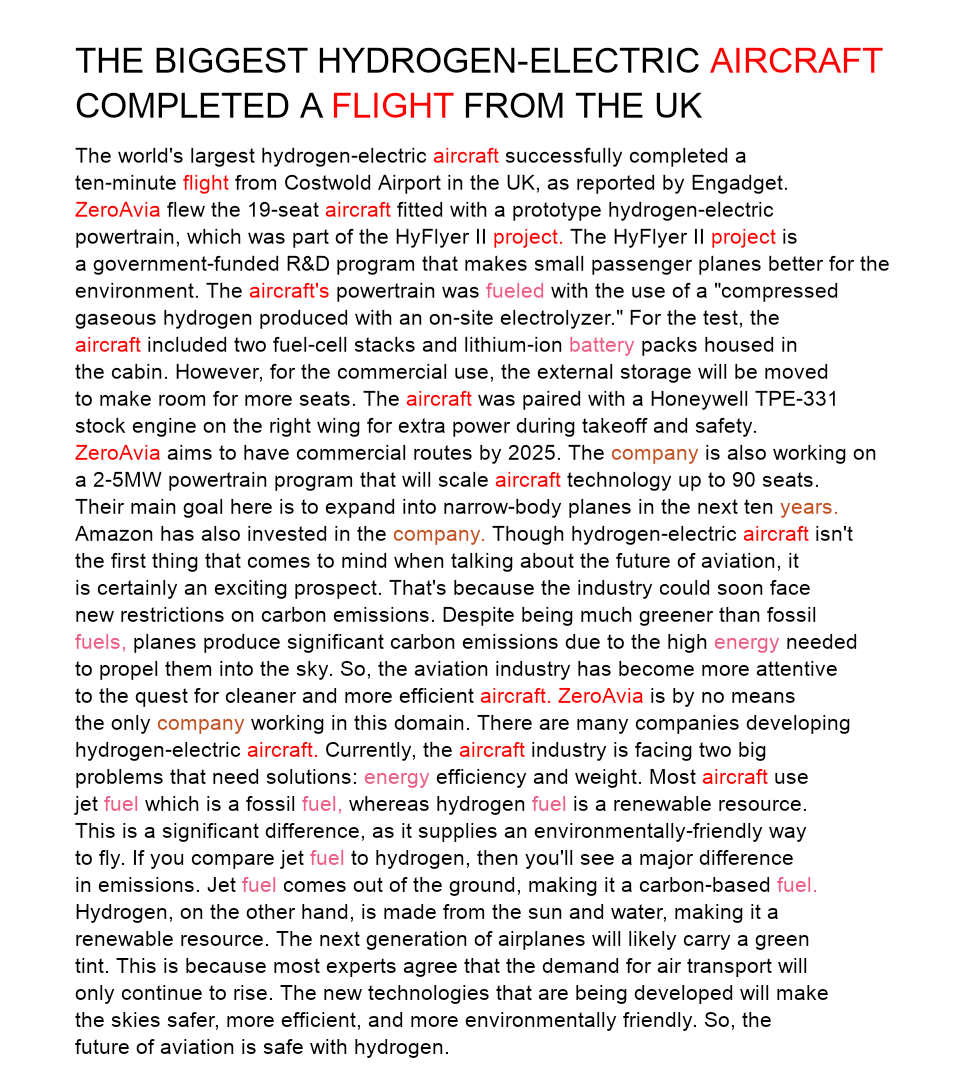 THE BIGGEST HYDROGEN-ELECTRIC AIRCRAFT
COMPLETED A FLIGHT FROM THE UK
The world's largest hydrogen-electric aircraft successfully completed a
ten-minute flight from Costwold Airport in the UK, as reported by Engadget.
ZeroAvia flew the 19-seat aircraft fitted with a prototype hydrogen-electric
powertrain, which was part of the HyFlyer II project. The HyFlyer II project is
a government-funded R&D program that makes small passenger planes better for the
environment. The aircraft's powertrain was fueled with the use of a "compressed
gaseous hydrogen produced with an on-site electrolyzer." For the test, the
aircraft included two fuel-cell stacks and lithium-ion battery packs housed in
the cabin. However, for the commercial use, the external storage will be moved
to make room for more seats. The aircraft was paired with a Honeywell TPE-331
stock engine on the right wing for extra power during takeoff and safety.
ZeroAvia aims to have commercial routes by 2025. The company is also working on
a 2-5MW powertrain program that will scale aircraft technology up to 90 seats.
Their main goal here is to expand into narrow-body planes in the next ten years.
Amazon has also invested in the company. Though hydrogen-electric aircraft isn't
the first thing that comes to mind when talking about the future of aviation, it
is certainly an exciting prospect. That's because the industry could soon face
new restrictions on carbon emissions. Despite being much greener than fossil
fuels, planes produce significant carbon emissions due to the high energy needed
to propel them into the sky. So, the aviation industry has become more attentive
to the quest for cleaner and more efficient aircraft. ZeroAvia is by no means
the only company working in this domain. There are many companies developing
hydrogen-electric aircraft. Currently, the aircraft industry is facing two big
problems that need solutions: energy efficiency and weight. Most aircraft use
jet fuel which is a fossil fuel, whereas hydrogen fuel is a renewable resource.
This is a significant difference, as it supplies an environmentally-friendly way
to fly. If you compare jet fuel to hydrogen, then you'll see a major difference
in emissions. Jet fuel comes out of the ground, making it a carbon-based fuel.
Hydrogen, on the other hand, is made from the sun and water, making it a
renewable resource. The next generation of airplanes will likely carry a green
tint. This is because most experts agree that the demand for air transport will
only continue to rise. The new technologies that are being developed will make
the skies safer, more efficient, and more environmentally friendly. So, the
future of aviation is safe with hydrogen.